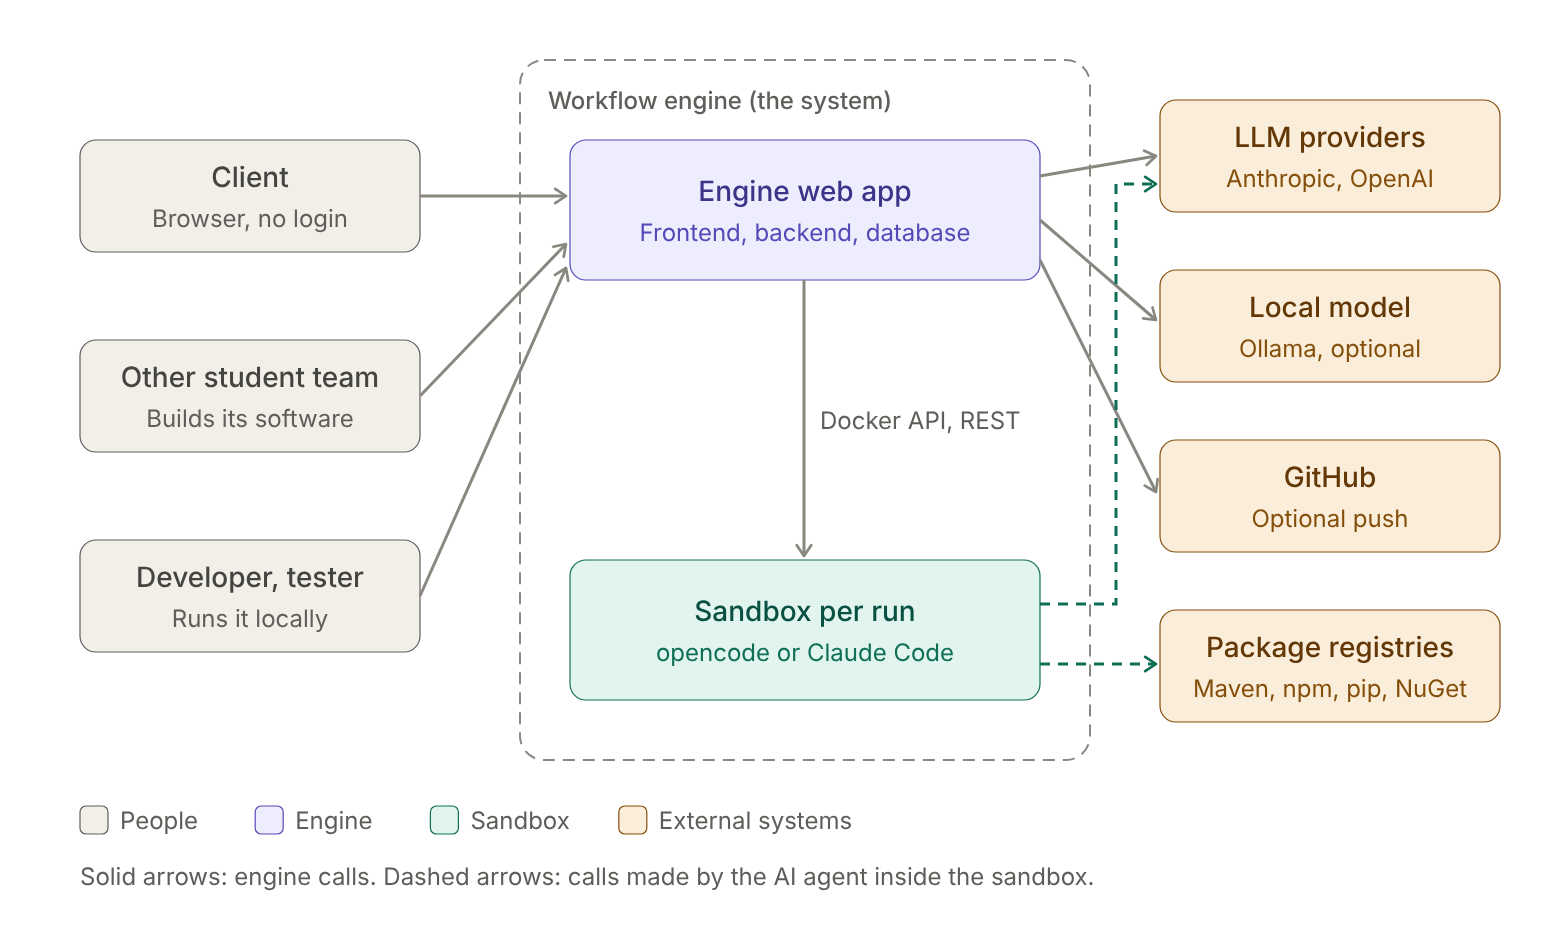 Workflow engine (the system)
Client
Browser, no login
Other student team
Builds its software
Developer, tester
Runs it locally
Engine web app
Frontend, backend, database
Docker API, REST
Sandbox per run
opencode or Claude Code
LLM providers
Anthropic, OpenAI
Local model
Ollama, optional
GitHub
Optional push
Package registries
Maven, npm, pip, NuGet
People
Engine
Sandbox
External systems
Solid arrows: engine calls. Dashed arrows: calls made by the AI agent inside the sandbox.